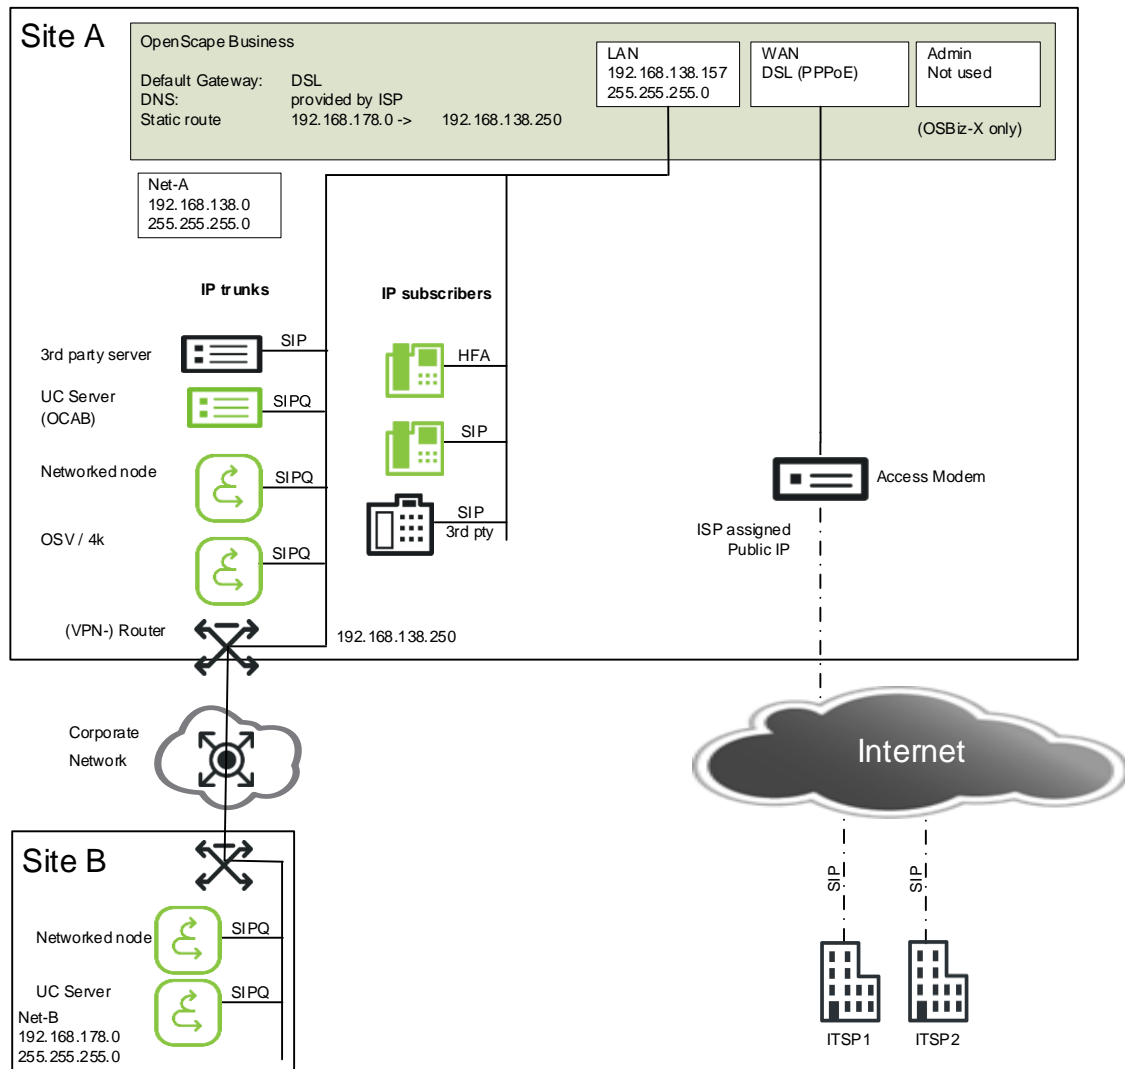 Site A
OpenScape Business
Default Gateway: DSL
DNS: provided by ISP
Static route 192.168.178.0 -> 192.168.138.250
LAN
192.168.138.157
255.255.255.0
WAN
DSL (PPPoE)
Admin
Not used
(OSBiz-X only)
Net-A
192.168.138.0
255.255.255.0
IP trunks
IP subscribers
3rd party server
SIP
UC Server
(OCAB)
SIPQ
Networked node
SIPQ
OSV / 4k
SIPQ
(VPN-) Router
192.168.138.250
HFA
SIP
SIP
3rd pty
Access Modem
ISP assigned
Public IP
Corporate
Network
Internet
Site B
Networked node
SIPQ
UC Server
SIPQ
Net-B
192.168.178.0
255.255.255.0
SIP
SIP
ITSP1
ITSP2